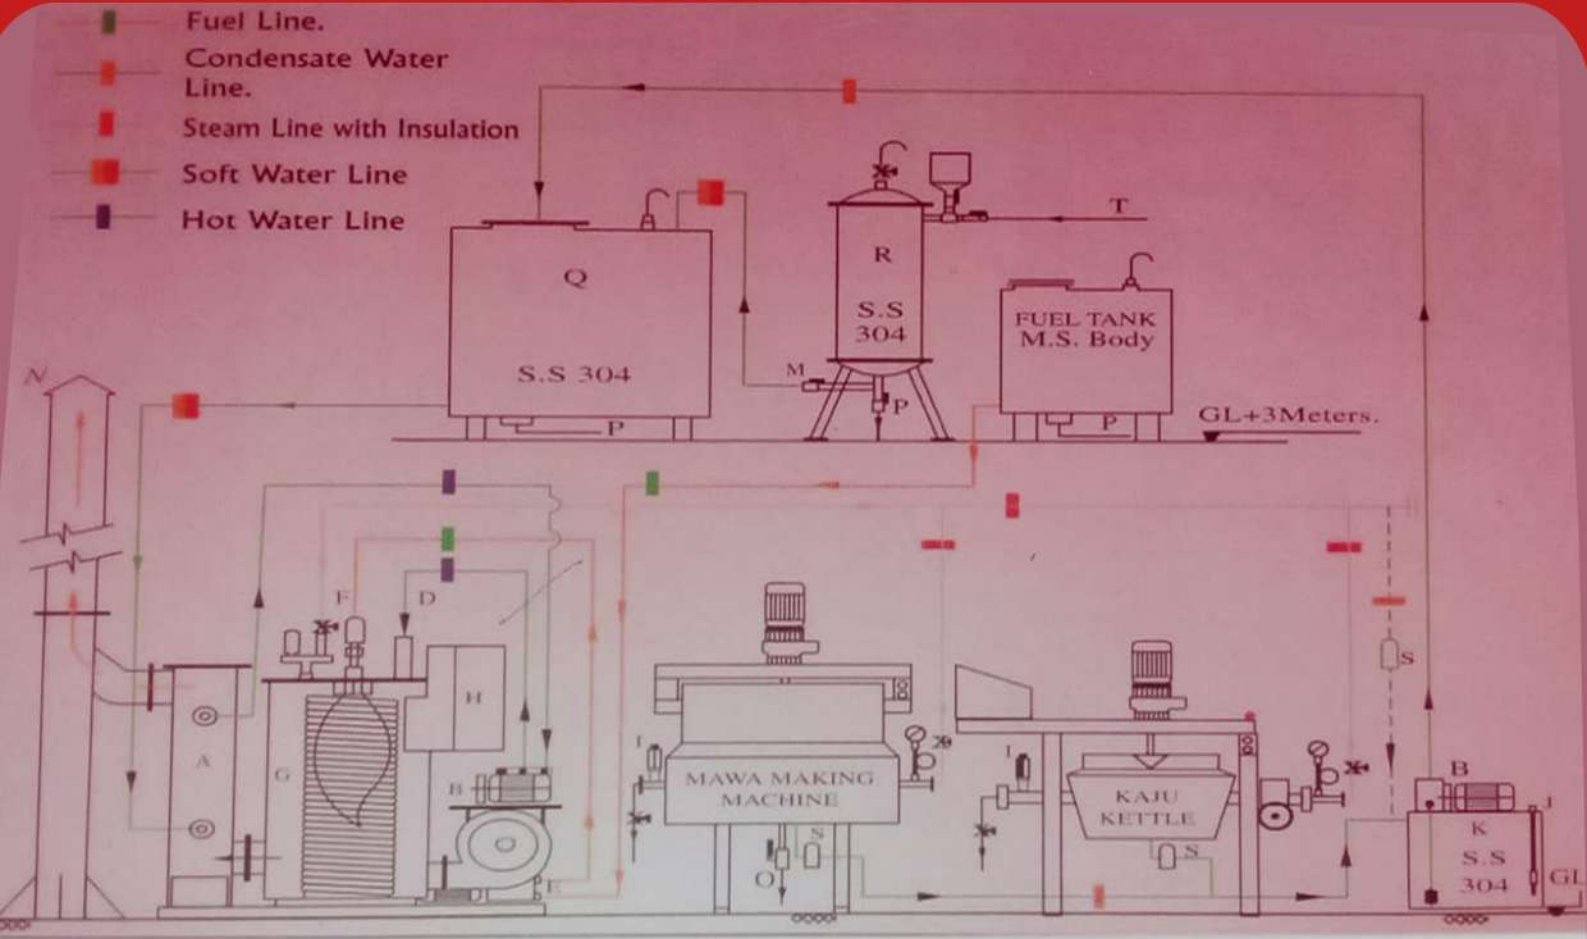 Fuel Line.
Condensate Water
Line.
Steam Line with Insulation
Soft Water Line
Hot Water Line
T
Q
R
S.S
304
FUEL TANK
M.S. Body
S.S 304
M
N
P
P
P
GL+3Meters.
F
D
S
H
A
G
I
I
B
B
MAWA MAKING
MACHINE
KAJU
KETTLE
J
K
S.S
304
S
S
O
E
GL